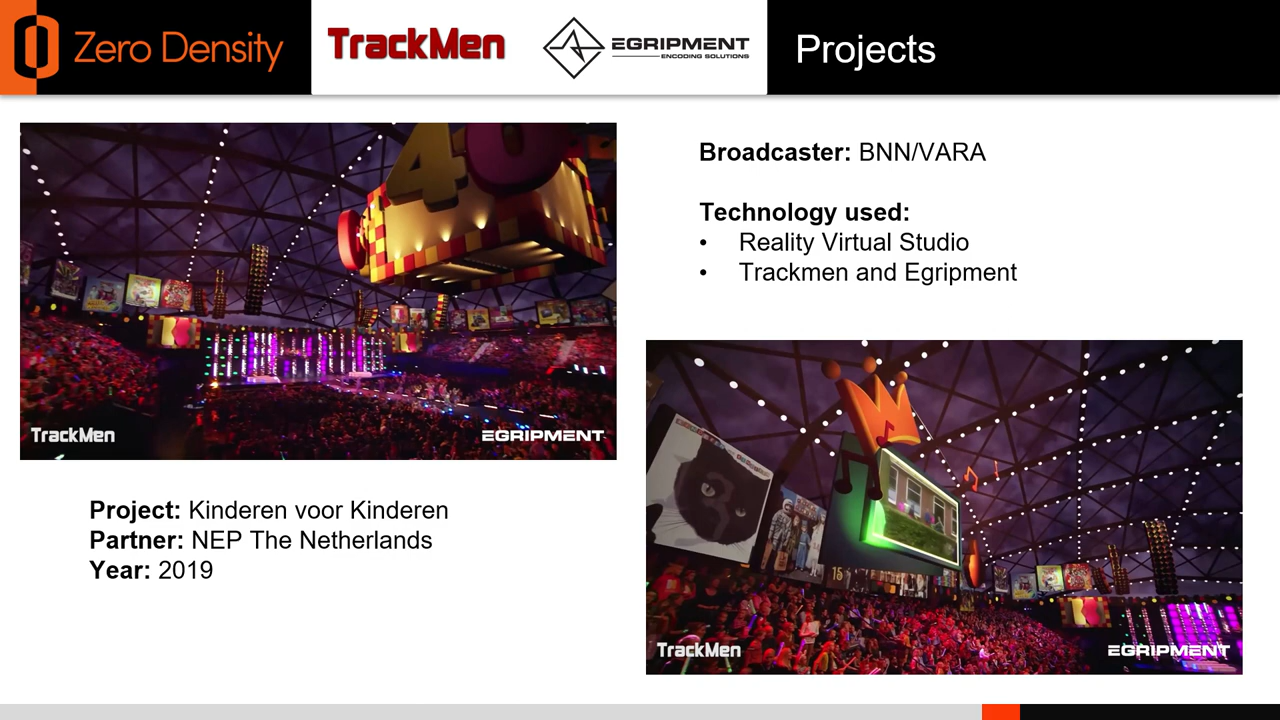 Zero Density
TrackMen
EGRIPMENT
ENCODING SOLUTIONS
Projects
40
TrackMen
EGRIPMENT
Broadcaster: BNN/VARA
Technology used:
• Reality Virtual Studio
• Trackmen and Egripment
15
TrackMen
EGRIPMENT
Project: Kinderen voor Kinderen
Partner: NEP The Netherlands
Year: 2019